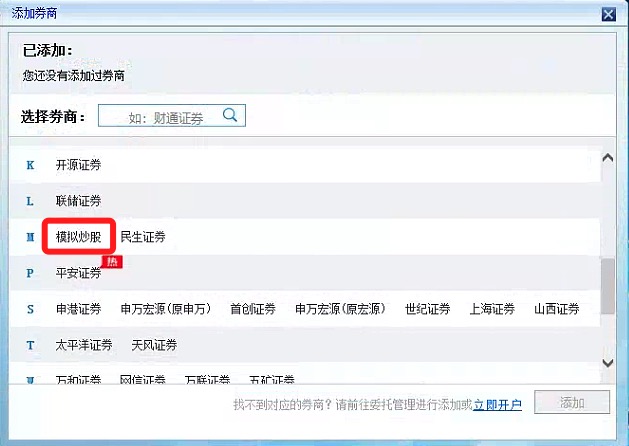 添加券商
已添加：
您还没有添加过券商
选择券商： 如：财通证券
K 开源证券
L 联储证券
M 模拟炒股 民生证券
P 平安证券 热
S 申港证券 申万宏源(原申万) 首创证券 申万宏源(原宏源) 世纪证券 上海证券 山西证券
T 太平洋证券 天风证券
万和证券 网信证券 万联证券 五矿证券
找不到对应的券商？请前往委托管理进行添加或立即开户 添加